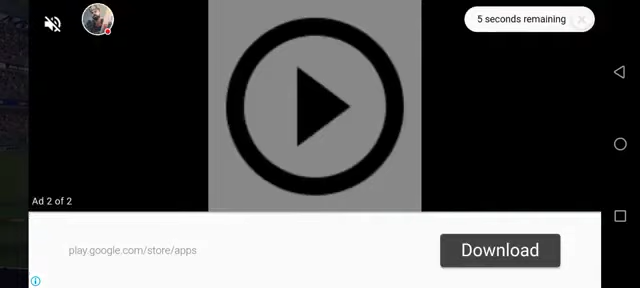 5 seconds remaining
Ad 2 of 2
play.google.com/store/apps
Download